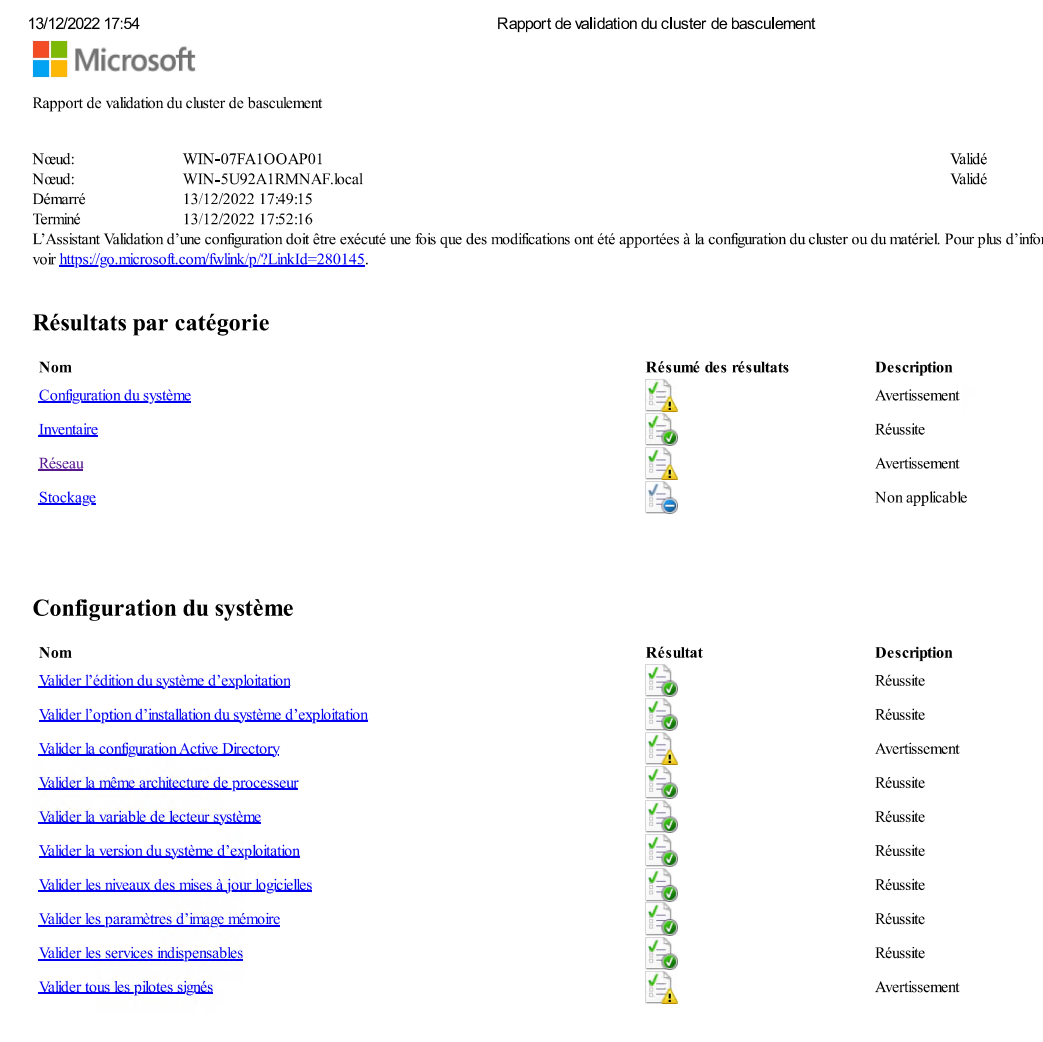 13/12/2022 17:54 Rapport de validation du cluster de basculement
Microsoft
Rapport de validation du cluster de basculement
Nœud: WIN-07FA1OOAP01 Validé
Nœud: WIN-5U92A1RMNAF.local Validé
Démarré 13/12/2022 17:49:15
Terminé 13/12/2022 17:52:16
L’Assistant Validation d’une configuration doit être exécuté une fois que des modifications ont été apportées à la configuration du cluster ou du matériel. Pour plus d’infor
voir https://go.microsoft.com/fwlink/p/?LinkId=280145.
Résultats par catégorie
Nom Résumé des résultats Description
Configuration du système Avertissement
Inventaire Réussite
Réseau Avertissement
Stockage Non applicable
Configuration du système
Nom Résultat Description
Valider l’édition du système d’exploitation Réussite
Valider l’option d’installation du système d’exploitation Réussite
Valider la configuration Active Directory Avertissement
Valider la même architecture de processeur Réussite
Valider la variable de lecteur système Réussite
Valider la version du système d’exploitation Réussite
Valider les niveaux des mises à jour logicielles Réussite
Valider les paramètres d’image mémoire Réussite
Valider les services indispensables Réussite
Valider tous les pilotes signés Avertissement